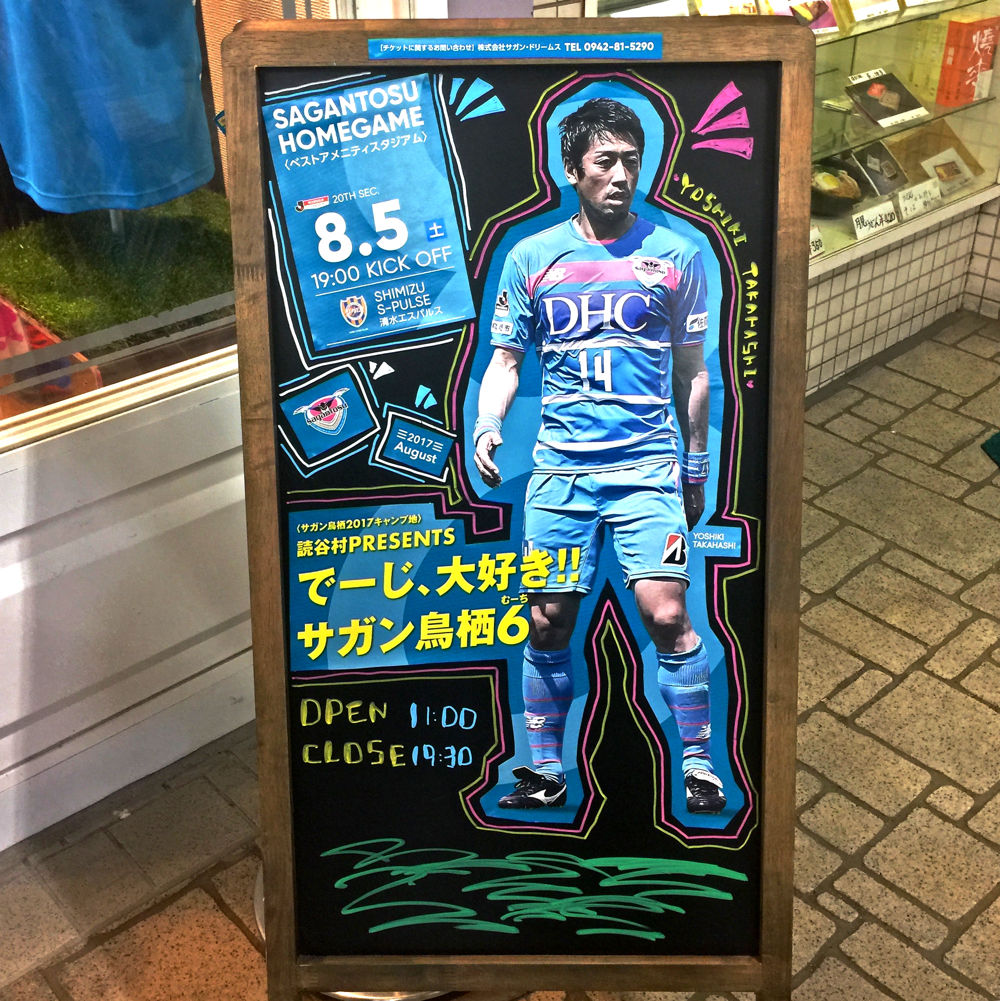 「チケットに関するお問い合わせ」株式会社サガン・ドリームス TEL 0942-81-5290
SAGANTOSU
HOMEGAME
〈ベストアメニティスタジアム〉
20TH SEC.
8.5 土
19:00 KICK OFF
SHIMIZU
S-PULSE
清水エスパルス
YOSHIKI TAKAHASHI
sagantosu
DHC
14
sagantosu
2017
August
〈サガン鳥栖2017キャンプ地〉
読谷村PRESENTS
でーじ、大好き!!
むーち
サガン鳥栖6
YOSHIKI
TAKAHASHI
OPEN 11:00
CLOSE 19:30